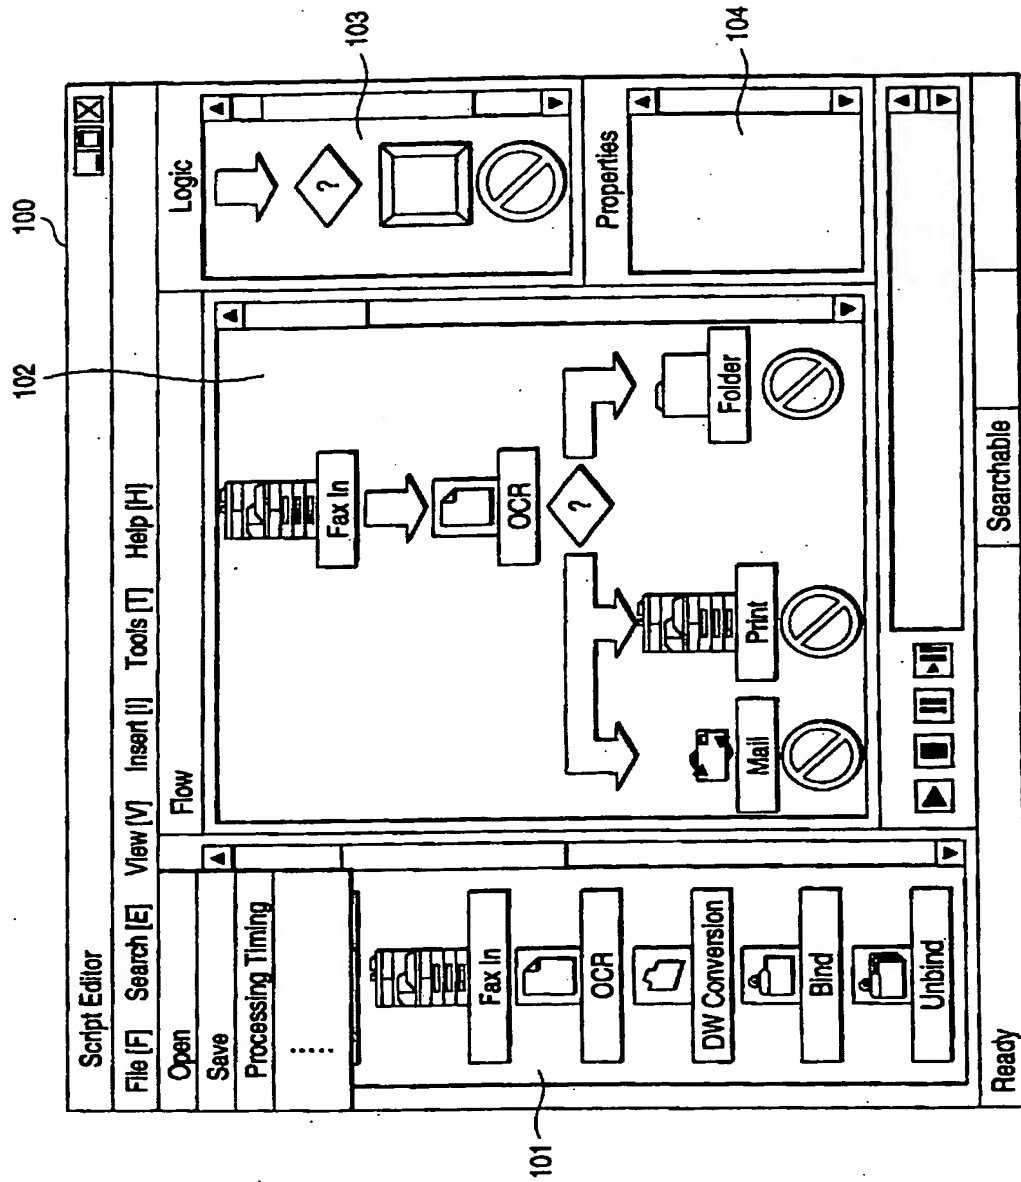 100
102
103
104
101
Script Editor
File [F] Search [E] View [V] Insert [I] Tools [T] Help [H]
Open
Save
Processing Timing
......
Fax In
OCR
DW Conversion
Bind
Unbind
Flow
Fax In
OCR
?
Mail
Print
Folder
Logic
?
Properties
Ready
Searchable